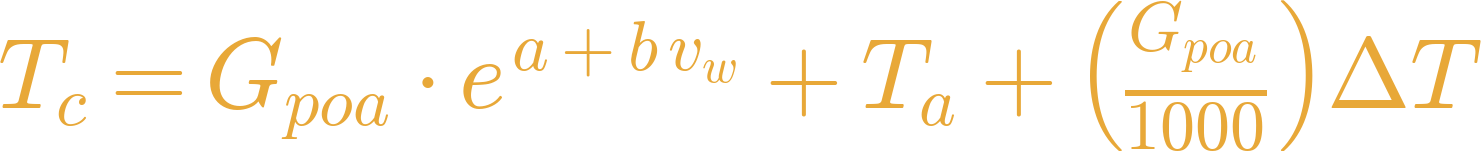 T_c = G_{poa} · e^{a + b v_w} + T_a + (G_{poa}/1000) ΔT